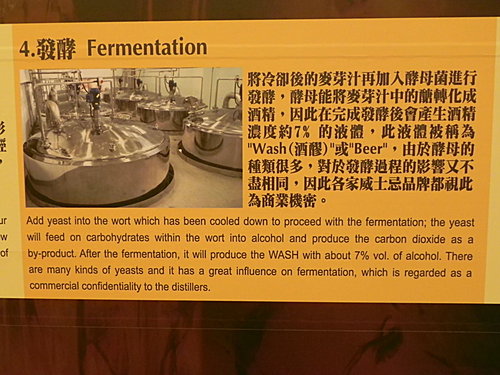 4.發酵 Fermentation
將冷卻後的麥芽汁再加入酵母菌進行
發酵，酵母能將麥芽汁中的醣轉化成
酒精，因此在完成發酵後會產生酒精
濃度約7% 的液體，此液體被稱為
"Wash(酒醪)"或"Beer"，由於酵母的
種類很多，對於發酵過程的影響又不
盡相同，因此各家威士忌品牌都視此
為商業機密。
Add yeast into the wort which has been cooled down to proceed with the fermentation; the yeast
will feed on carbohydrates within the wort into alcohol and produce the carbon dioxide as a
by-product. After the fermentation, it will produce the WASH with about 7% vol. of alcohol. There
are many kinds of yeasts and it has a great influence on fermentation, which is regarded as a
commercial confidentiality to the distillers.
of